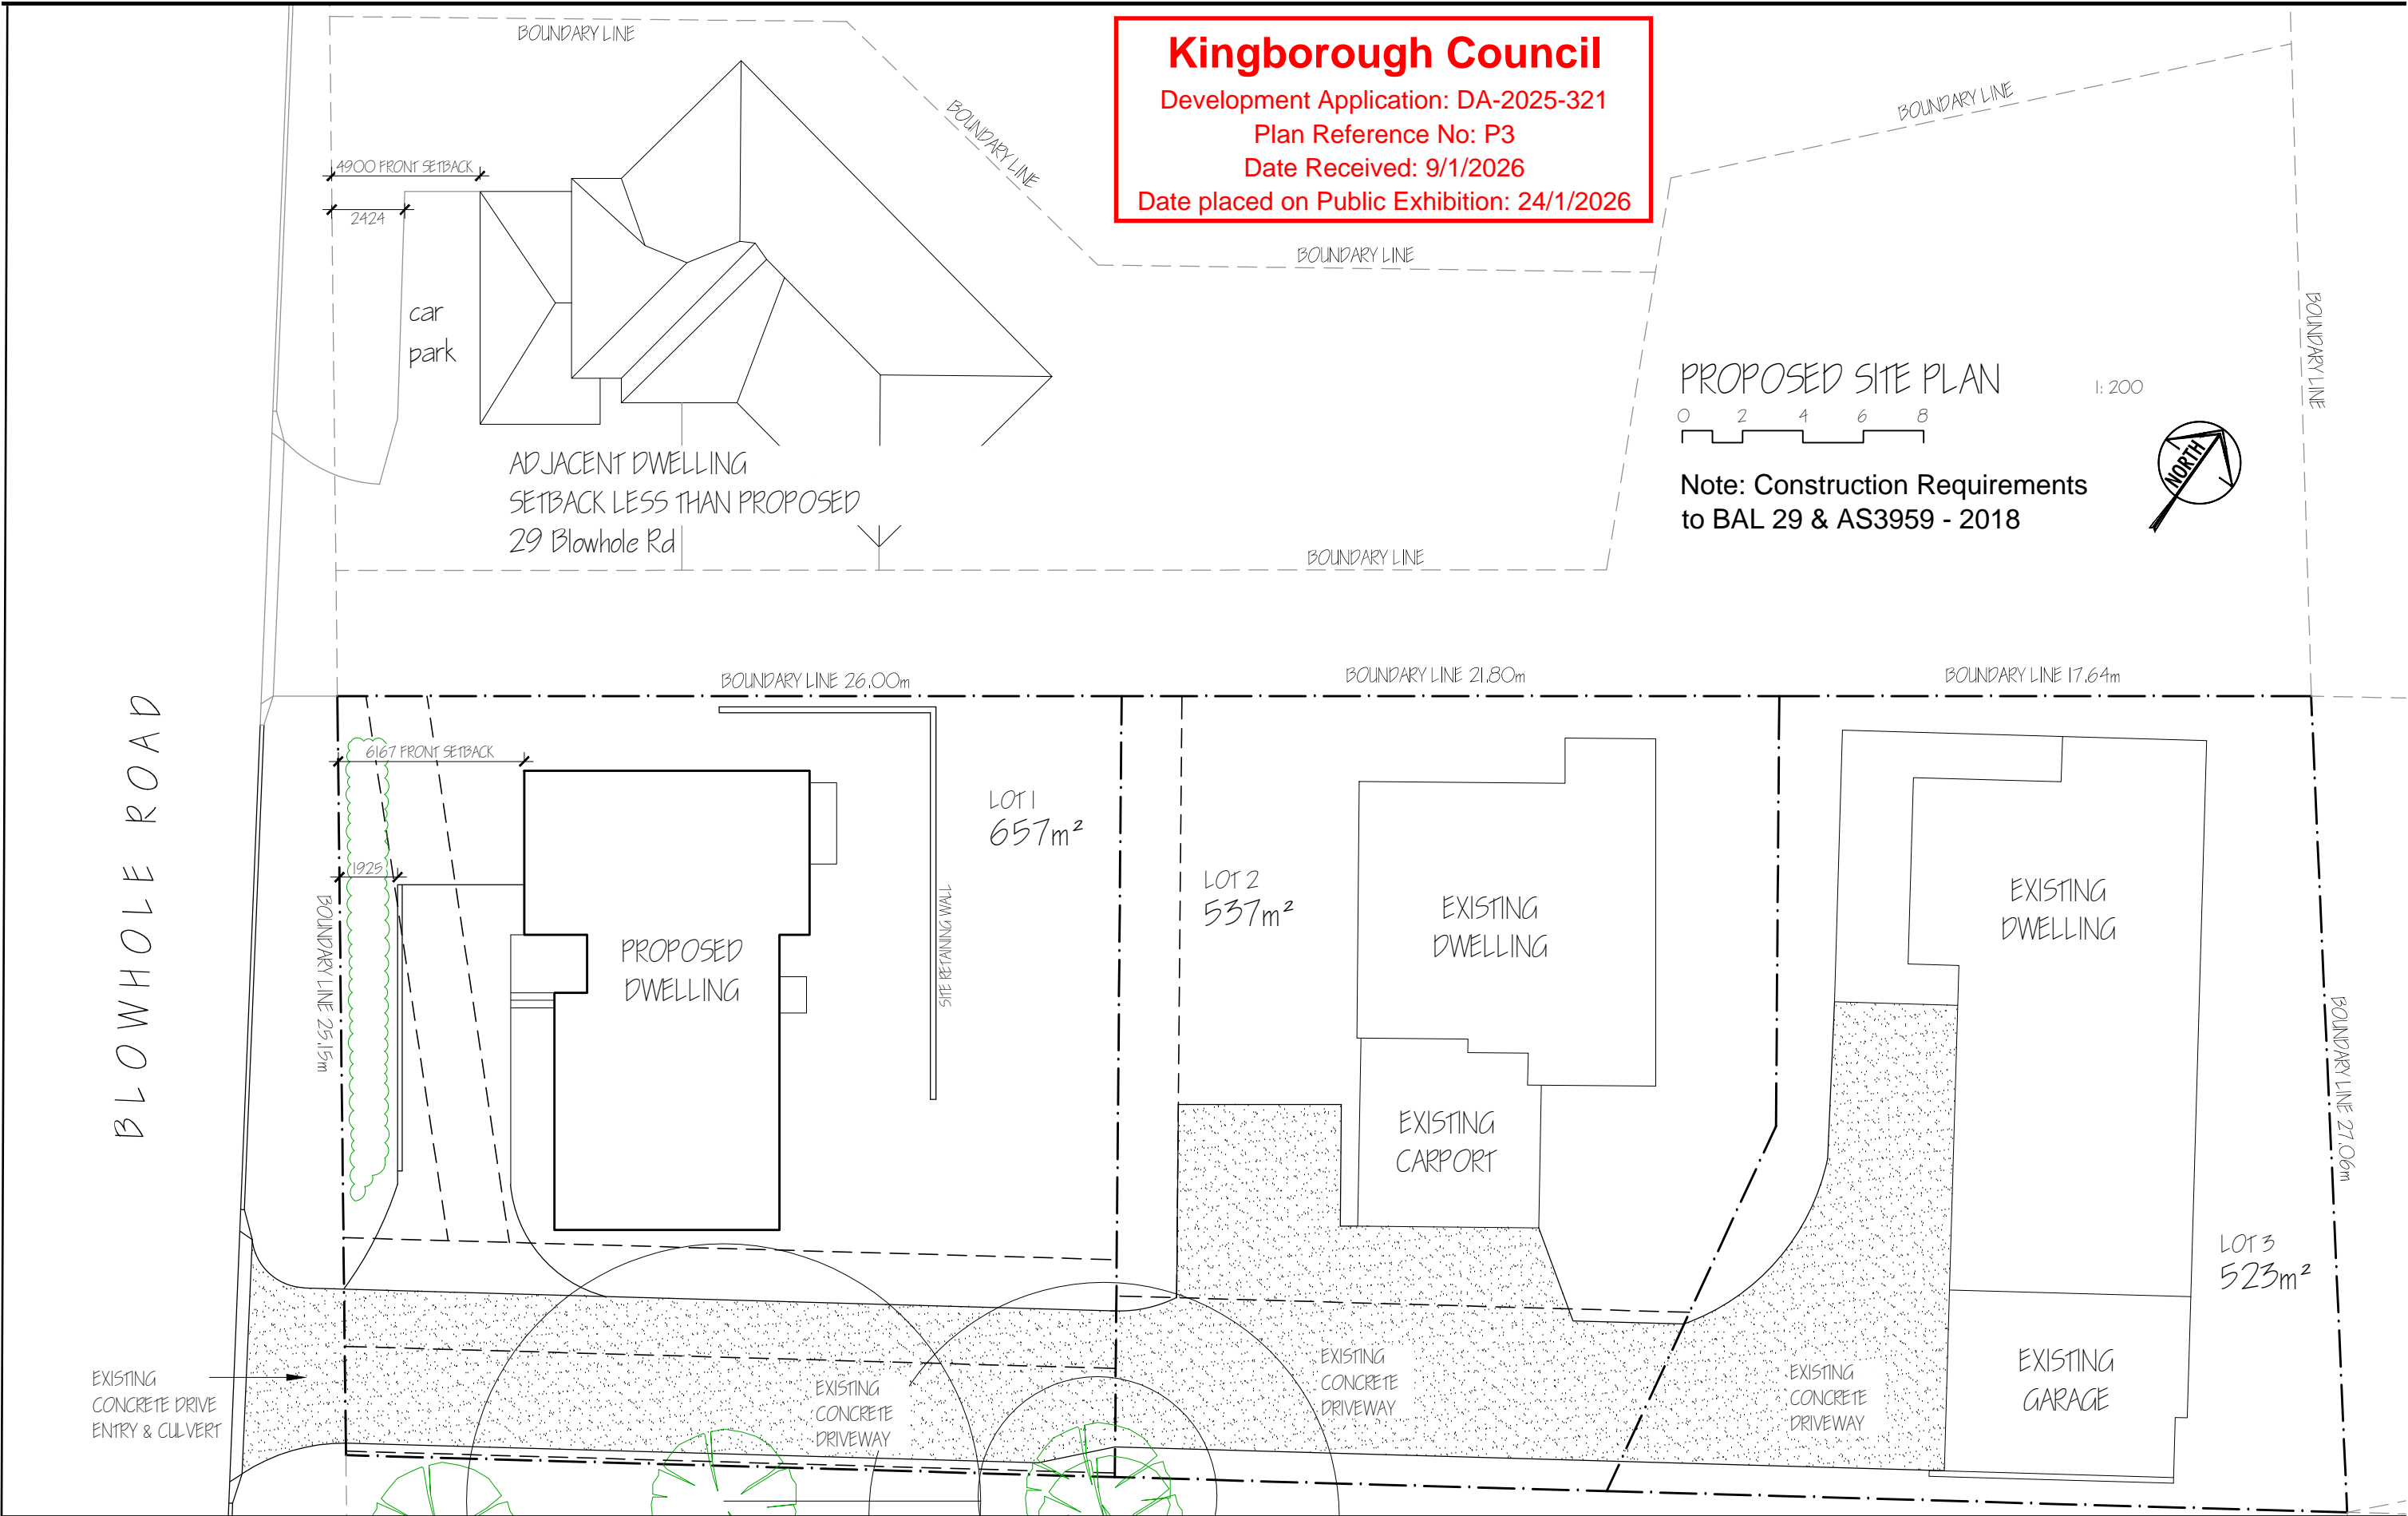 BOUNDARY LINE
Kingborough Council
Development Application: DA-2025-321
Plan Reference No: P3
Date Received: 9/1/2026
Date placed on Public Exhibition: 24/1/2026
BOUNDARY LINE
BOUNDARY LINE
4900 FRONT SETBACK
2424
BOUNDARY LINE
car
park
BOUNDARY LINE
PROPOSED SITE PLAN
1: 200
0 2 4 6 8
NORTH
Note: Construction Requirements
to BAL 29 & AS3959 - 2018
ADJACENT DWELLING
SETBACK LESS THAN PROPOSED
29 Blowhole Rd
BOUNDARY LINE
BOUNDARY LINE 26.00m
BOUNDARY LINE 21.80m
BOUNDARY LINE 17.64m
BLOWHOLE ROAD
6167 FRONT SETBACK
1925
BOUNDARY LINE 25.15m
PROPOSED
DWELLING
SITE RETAINING WALL
LOT 1
657m²
LOT 2
537m²
EXISTING
DWELLING
EXISTING
CARPORT
EXISTING
DWELLING
BOUNDARY LINE 27.06m
LOT 3
523m²
EXISTING
GARAGE
EXISTING
CONCRETE DRIVE
ENTRY & CULVERT
EXISTING
CONCRETE
DRIVEWAY
EXISTING
CONCRETE
DRIVEWAY
EXISTING
CONCRETE
DRIVEWAY